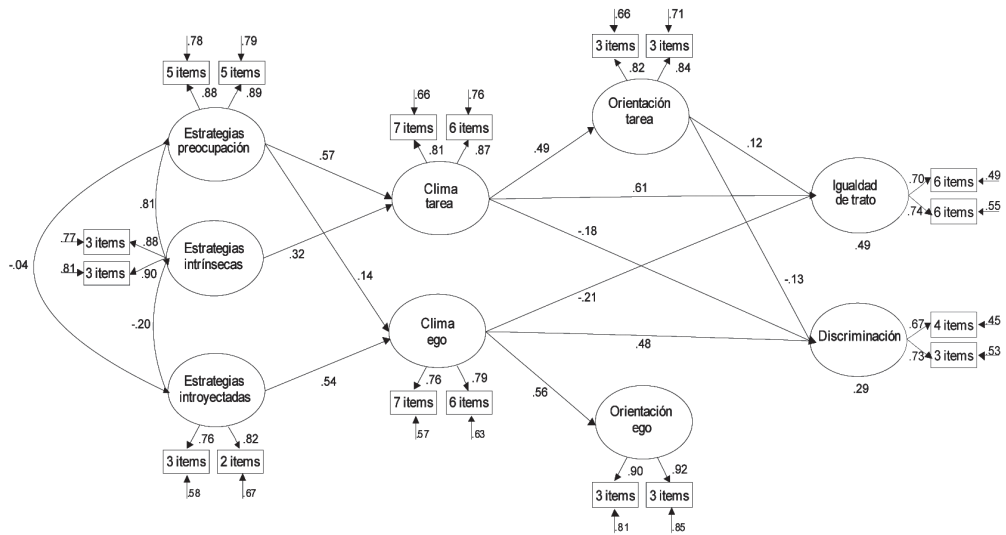 .78
.79
5 items
5 items
.88
.89
Estrategias
preocupación
.81
.77
3 items
.88
.81
3 items
.90
Estrategias
intrínsecas
-.04
-.20
Estrategias
introyectadas
.76
.82
3 items
2 items
.58
.67
.57
.32
.14
.54
.66
.76
7 items
6 items
.81
.87
Clima
tarea
Clima
ego
.76
.79
7 items
6 items
.57
.63
.66
.71
3 items
3 items
.82
.84
Orientación
tarea
.49
.61
-.18
-.21
.48
.56
.12
-.13
Orientación
ego
.90
.92
3 items
3 items
.81
.85
Igualdad
de trato
.49
.70
6 items
.49
.74
6 items
.55
Discriminación
.29
.67
4 items
.45
.73
3 items
.53